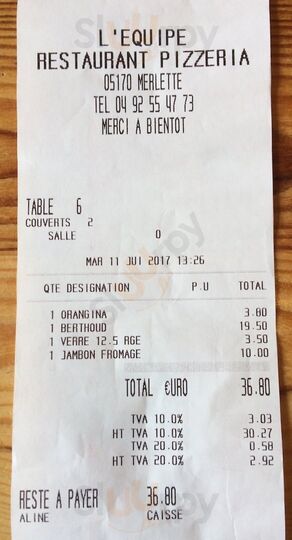 L'EQUIPE
RESTAURANT PIZZERIA
05170 MERLETTE
TEL 04 92 55 47 73
MERCI A BIENTOT
TABLE 6
COUVERTS 2
SALLE 0
MAR 11 JUI 2017 13:26
QTE DESIGNATION P.U TOTAL
1 ORANGINA 3.80
1 BERTHOUD 19.50
1 VERRE 12.5 RGE 3.50
1 JAMBON FROMAGE 10.00
TOTAL €URO 36.80
TVA 10.0% 3.03
HT TVA 10.0% 30.27
TVA 20.0% 0.58
HT TVA 20.0% 2.92
RESTE A PAYER 36.80
ALINE CAISSE